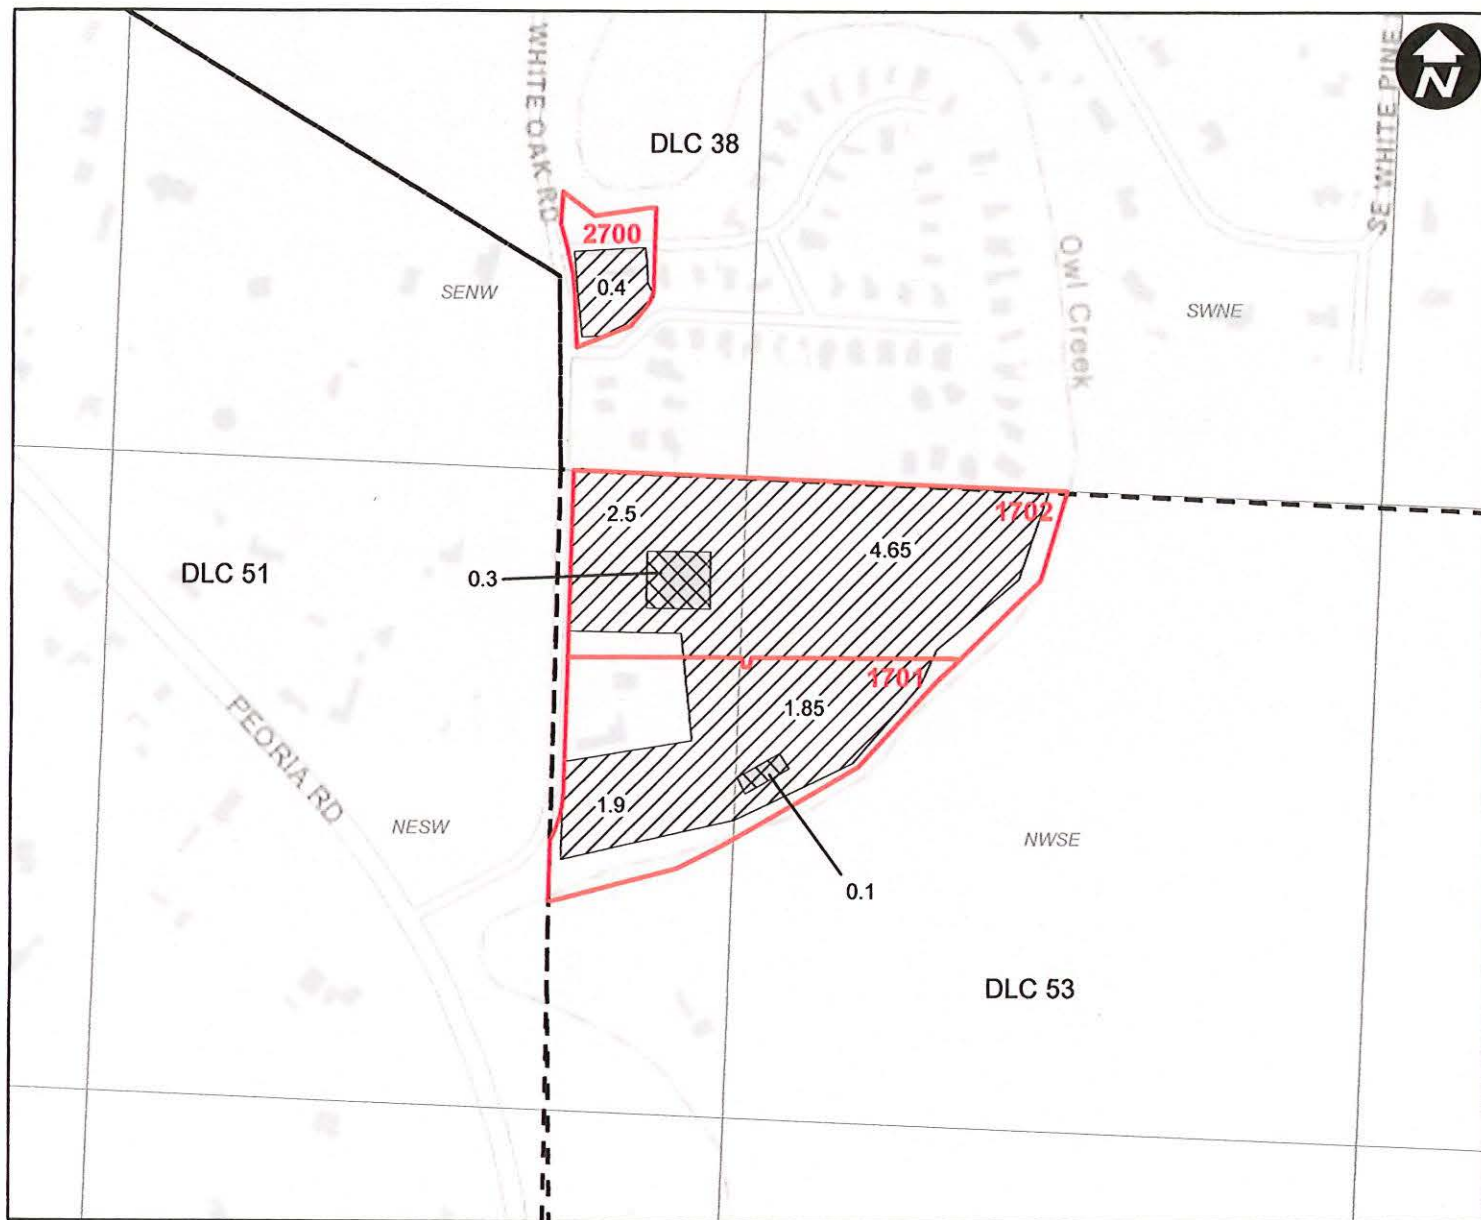 N
WHITE OAK RD
DLC 38
SE WHITE PINE
2700
0.4
SENW
Owl Creek
SWNE
1702
2.5
4.65
DLC 51
0.3
1701
1.85
PEORIA RD
1.9
NESW
NWSE
0.1
DLC 53